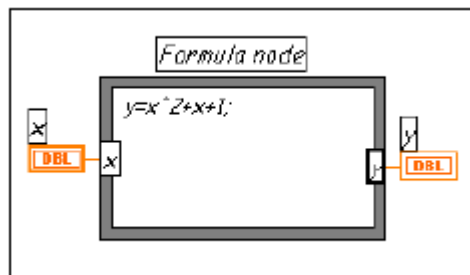 Formula node
y=x^2+x+1;
x
DBL
x
y
y
DBL